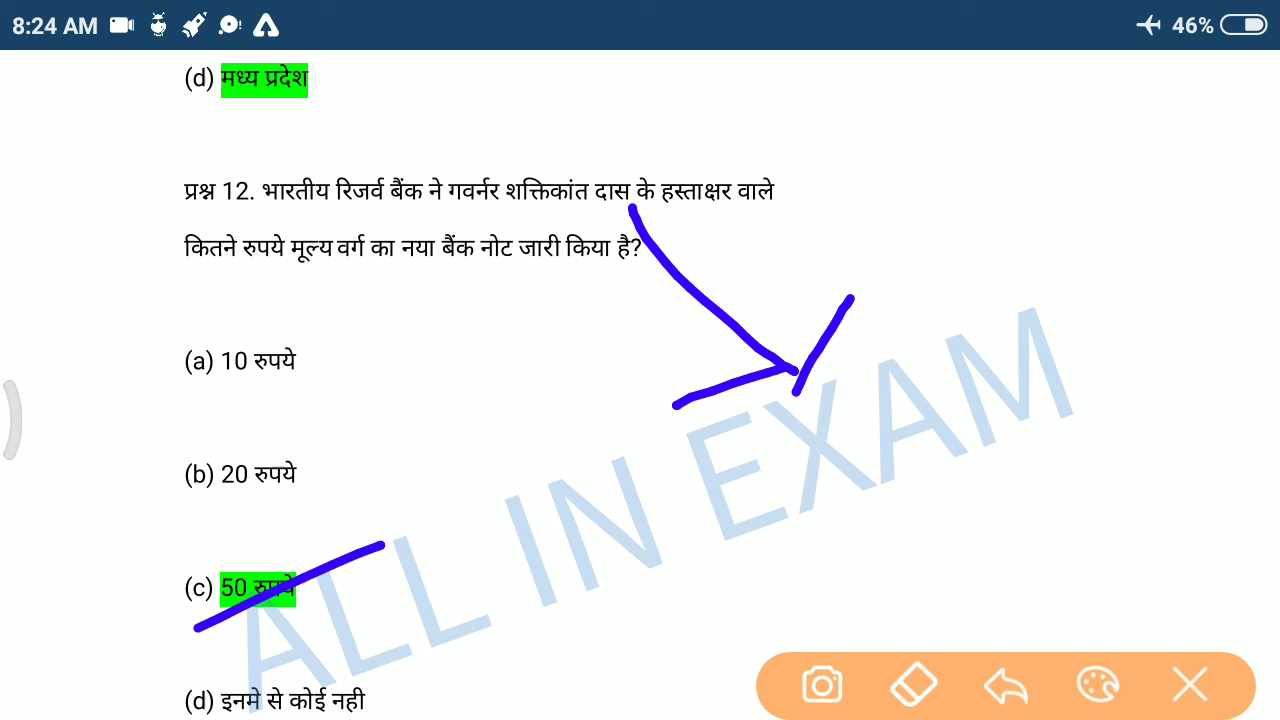 8:24 AM
46%
(d) मध्य प्रदेश
प्रश्न 12. भारतीय रिजर्व बैंक ने गवर्नर शक्तिकांत दास के हस्ताक्षर वाले
कितने रुपये मूल्य वर्ग का नया बैंक नोट जारी किया है?
(a) 10 रुपये
(b) 20 रुपये
(c) 50 रुपये
(d) इनमे से कोई नही
ALL IN EXAM